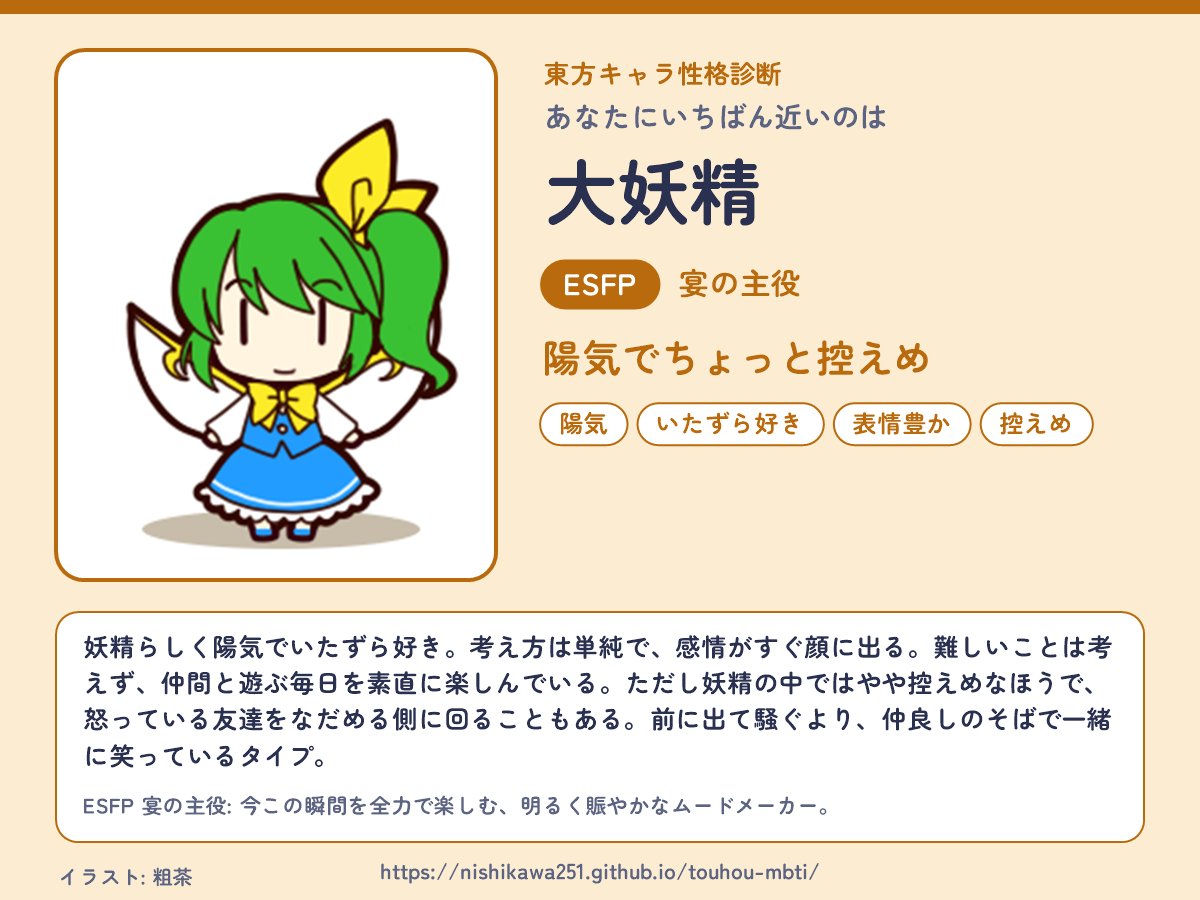 東方キャラ性格診断
あなたにいちばん近いのは
大妖精
ESFP 宴の主役
陽気でちょっと控えめ
陽気 いたずら好き 表情豊か 控えめ
妖精らしく陽気でいたずら好き。考え方は単純で、感情がすぐ顔に出る。難しいことは考
えず、仲間と遊ぶ毎日を素直に楽しんでいる。ただし妖精の中ではやや控えめなほうで、
怒っている友達をなだめる側に回ることもある。前に出て騒ぐより、仲良しのそばで一緒
に笑っているタイプ。
ESFP 宴の主役: 今この瞬間を全力で楽しむ、明るく賑やかなムードメーカー。
イラスト: 粗茶
https://nishikawa251.github.io/touhou-mbti/